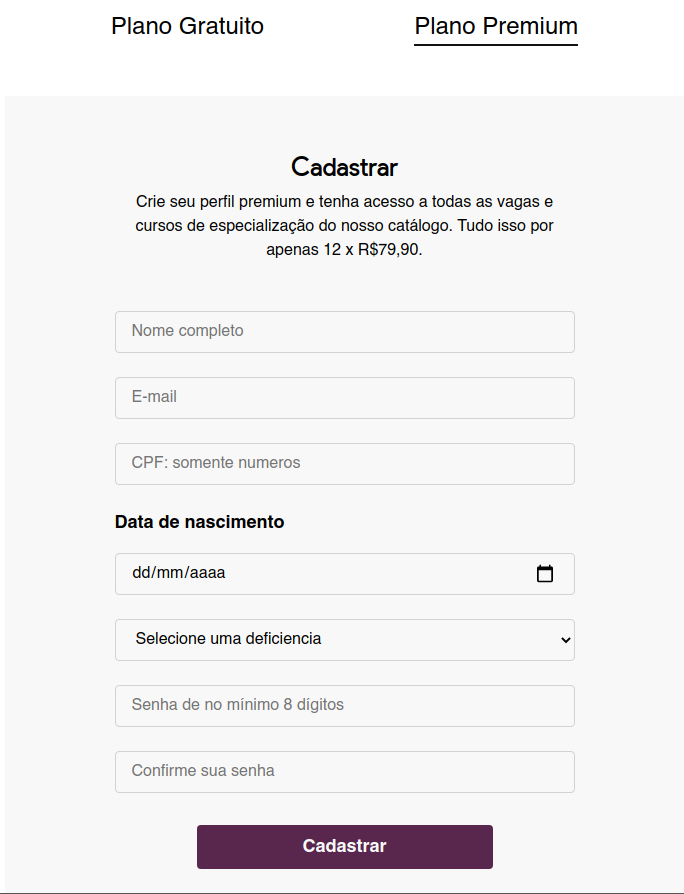 Plano Gratuito
Plano Premium
Cadastrar
Crie seu perfil premium e tenha acesso a todas as vagas e
cursos de especialização do nosso catálogo. Tudo isso por
apenas 12 x R$79,90.
Nome completo
E-mail
CPF: somente numeros
Data de nascimento
dd/mm/aaaa
Selecione uma deficiencia
Senha de no mínimo 8 dígitos
Confirme sua senha
Cadastrar